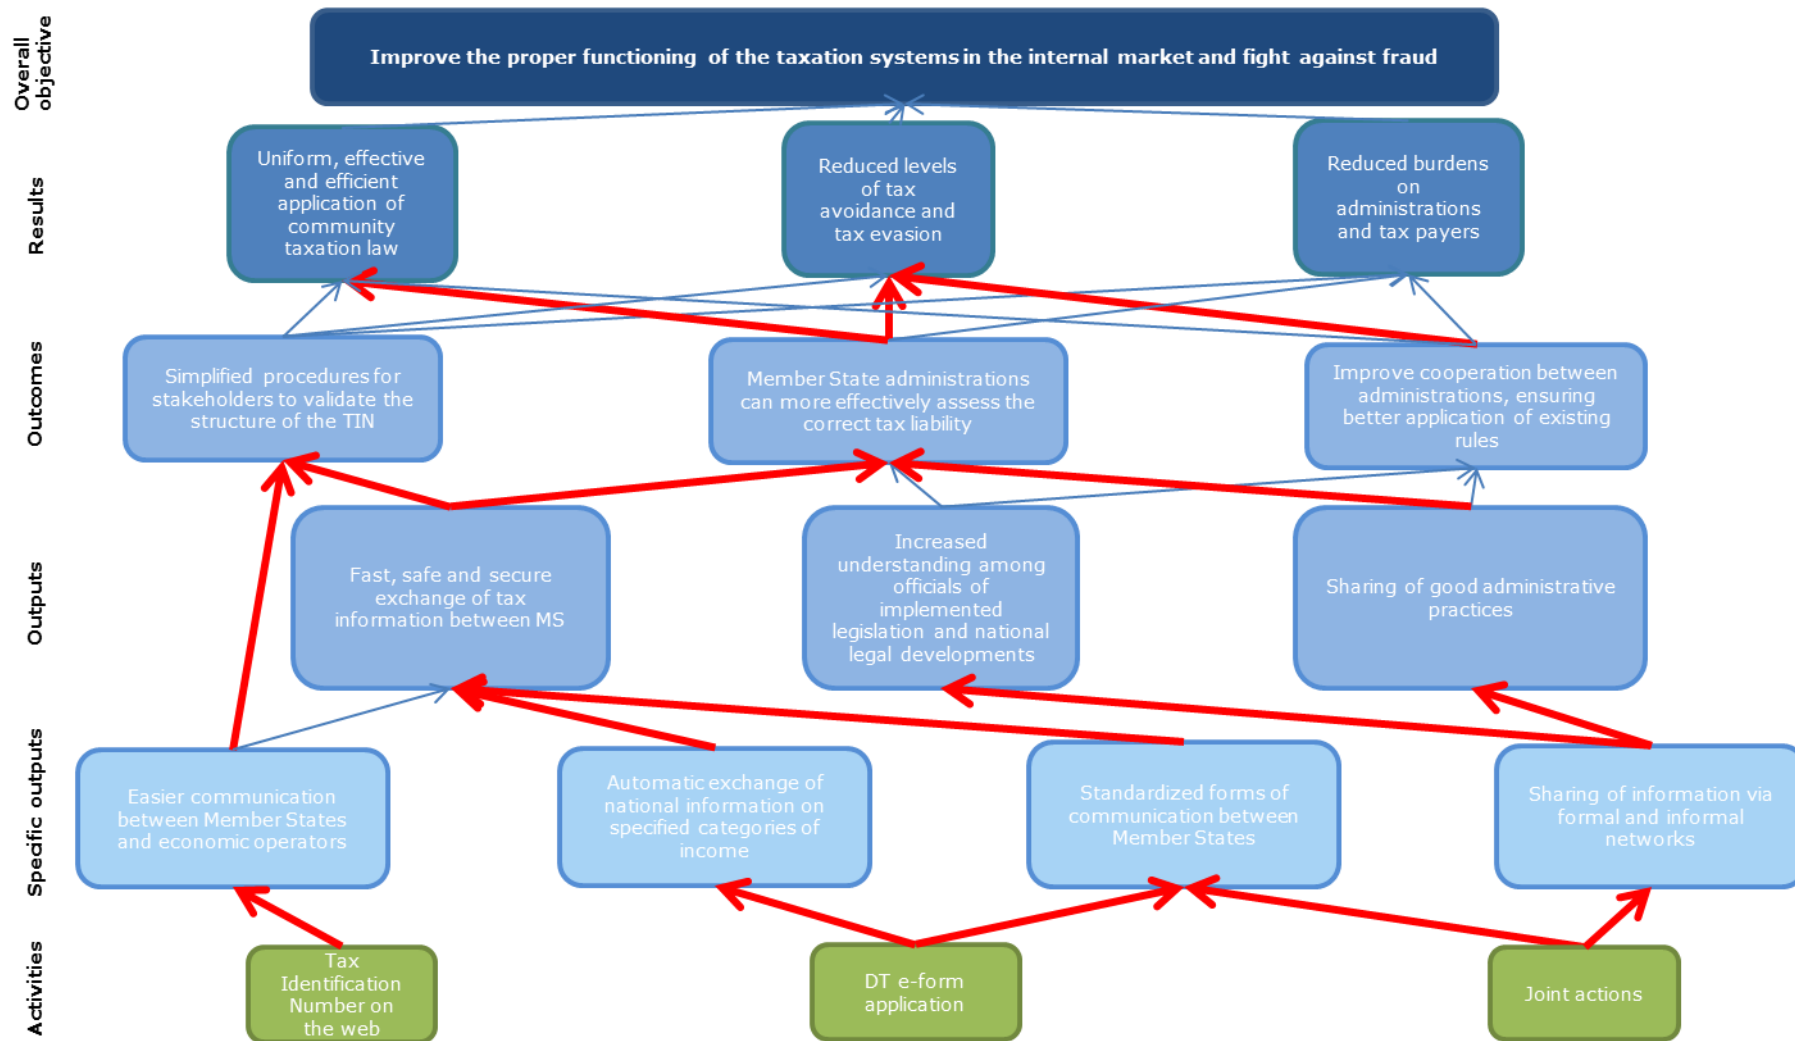 Overall
objective
Improve the proper functioning of the taxation systems in the internal market and fight against fraud
Results
Uniform, effective
and efficient
application of
community
taxation law
Reduced levels
of tax
avoidance and
tax evasion
Reduced burdens
on
administrations
and tax payers
Outcomes
Simplified procedures for
stakeholders to validate the
structure of the TIN
Member State administrations
can more effectively assess the
correct tax liability
Improve cooperation between
administrations, ensuring
better application of existing
rules
Outputs
Fast, safe and secure
exchange of tax
information between MS
Increased
understanding among
officials of
implemented
legislation and national
legal developments
Sharing of good administrative
practices
Specific outputs
Easier communication
between Member States
and economic operators
Automatic exchange of
national information on
specified categories of
income
Standardized forms of
communication between
Member States
Sharing of information via
formal and informal
networks
Activities
Tax
Identification
Number on
the web
DT e-form
application
Joint actions